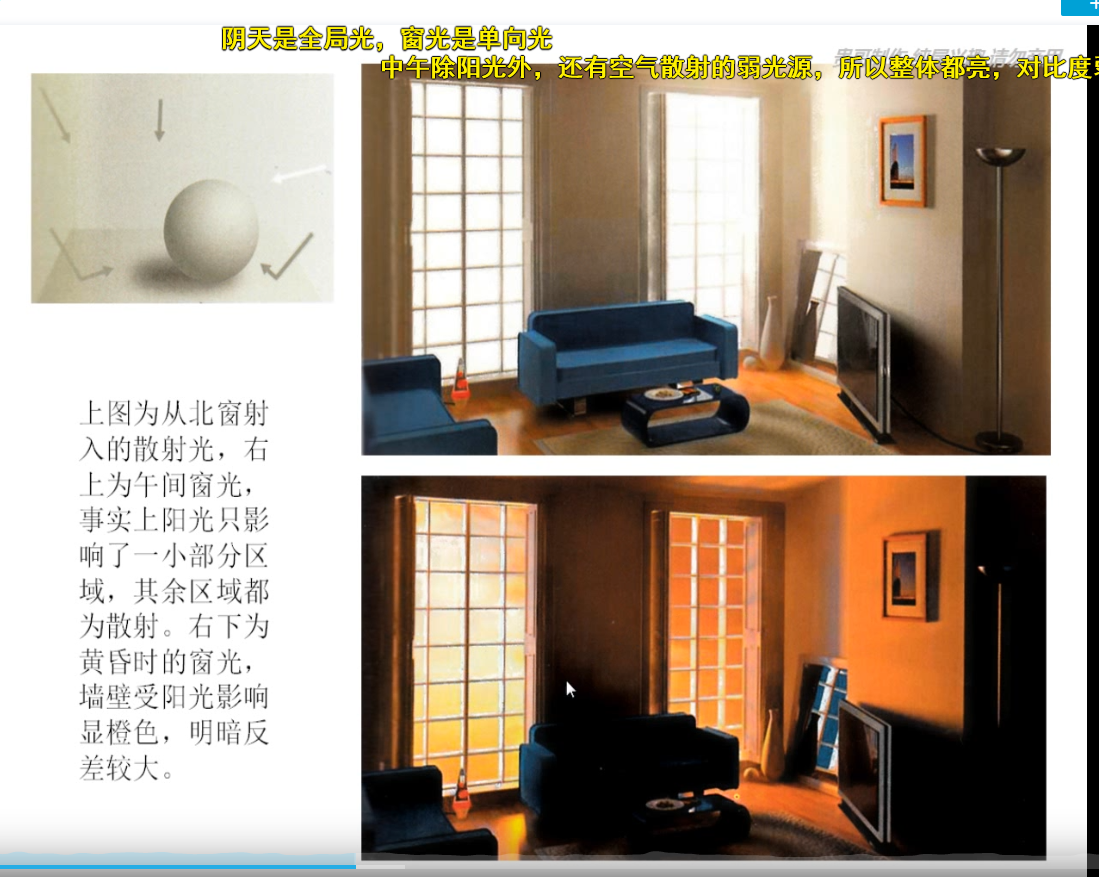 阴天是全局光，窗光是单向光
中午除阳光外，还有空气散射的弱光源，所以整体都亮，对比度
上图为从北窗射
入的散射光，右
上为午间窗光，
事实上阳光只影
响了一小部分区
域，其余区域都
为散射。右下为
黄昏时的窗光，
墙壁受阳光影响
显橙色，明暗反
差较大。